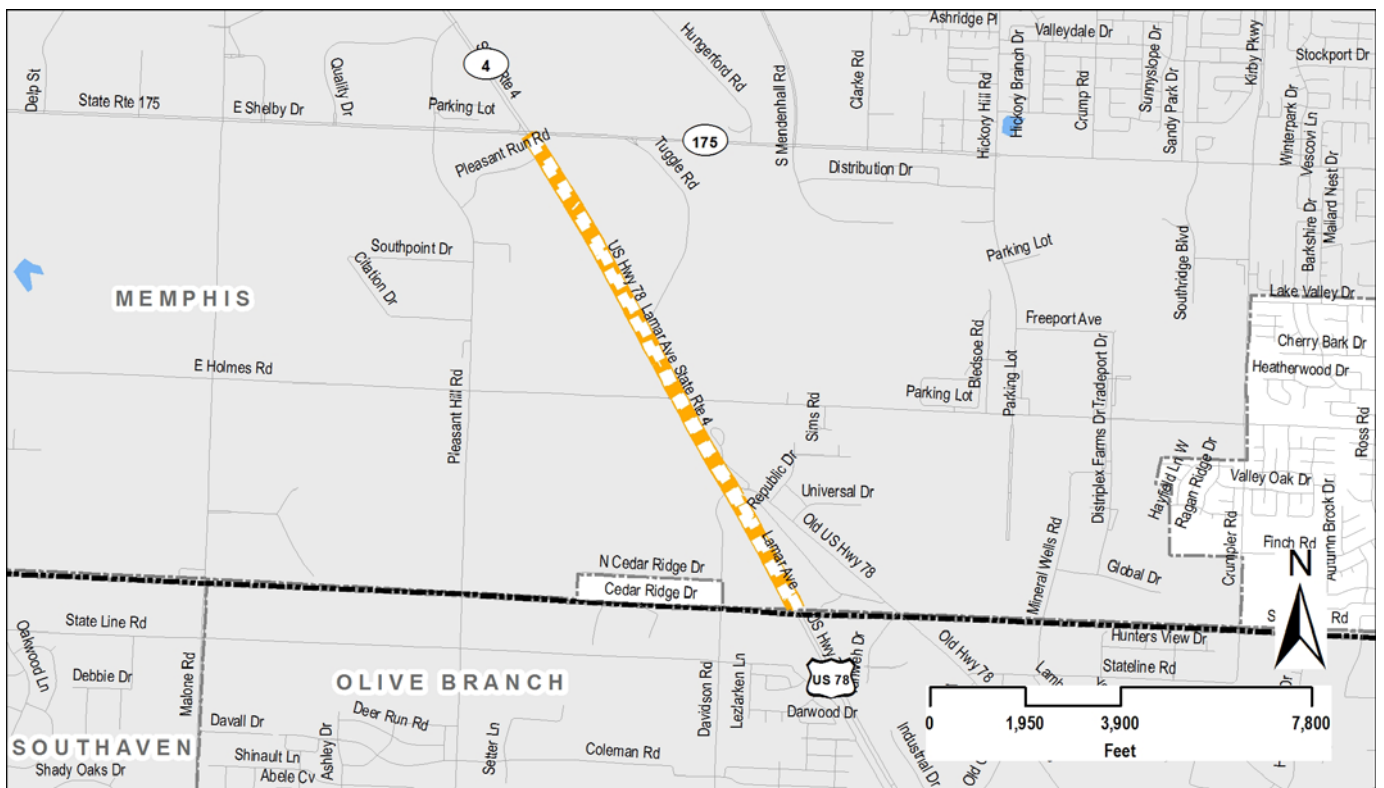 Ashridge Pl
Valleydale Dr
Stockport Dr
Hungerford Rd
S Mendenhall Rd
Clarke Rd
Hickory Hill Rd
Hickory Branch Dr
Crump Rd
Sunnyslope Dr
Sandy Park Dr
Kirby Pkwy
Winterpark Dr
Vescovi Ln
Mallard Nest Dr
Barkshire Dr
Delp St
State Rte 175
E Shelby Dr
Quality Dr
Parking Lot
4
Rte 4
Pleasant Run Rd
175
Tuggle Rd
Distribution Dr
Southpoint Dr
Citation Dr
MEMPHIS
US Hwy 78
Lamar Ave
State Rte 4
Parking Lot
Southridge Blvd
Lake Valley Dr
Freeport Ave
Cherry Bark Dr
Heatherwood Dr
E Holmes Rd
Pleasant Hill Rd
Sims Rd
Parking Lot
Bledsoe Rd
Parking Lot
Distriplex Farms Dr
Tradeport Dr
Ross Rd
Republic Dr
Universal Dr
Old US Hwy 78
Hayfield Ln W
Ragan Ridge Dr
Valley Oak Dr
Crumpler Rd
Finch Rd
Autumn Brook Dr
Mineral Wells Rd
Global Dr
Lamar Ave
N Cedar Ridge Dr
Cedar Ridge Dr
N
S
Rd
State Line Rd
Oakwood Ln
Debbie Dr
Malone Rd
OLIVE BRANCH
US Hwy
US 78
Old Hwy 78
Hunters View Dr
Stateline Rd
Davidson Rd
Lezlarken Ln
Darwood Dr
Davall Dr
Deer Run Rd
SOUTHAVEN
Shinault Ln
Ashley Dr
Setter Ln
Coleman Rd
Industrial Dr
Shady Oaks Dr
Abele Cv
0
1,950
3,900
7,800
Feet